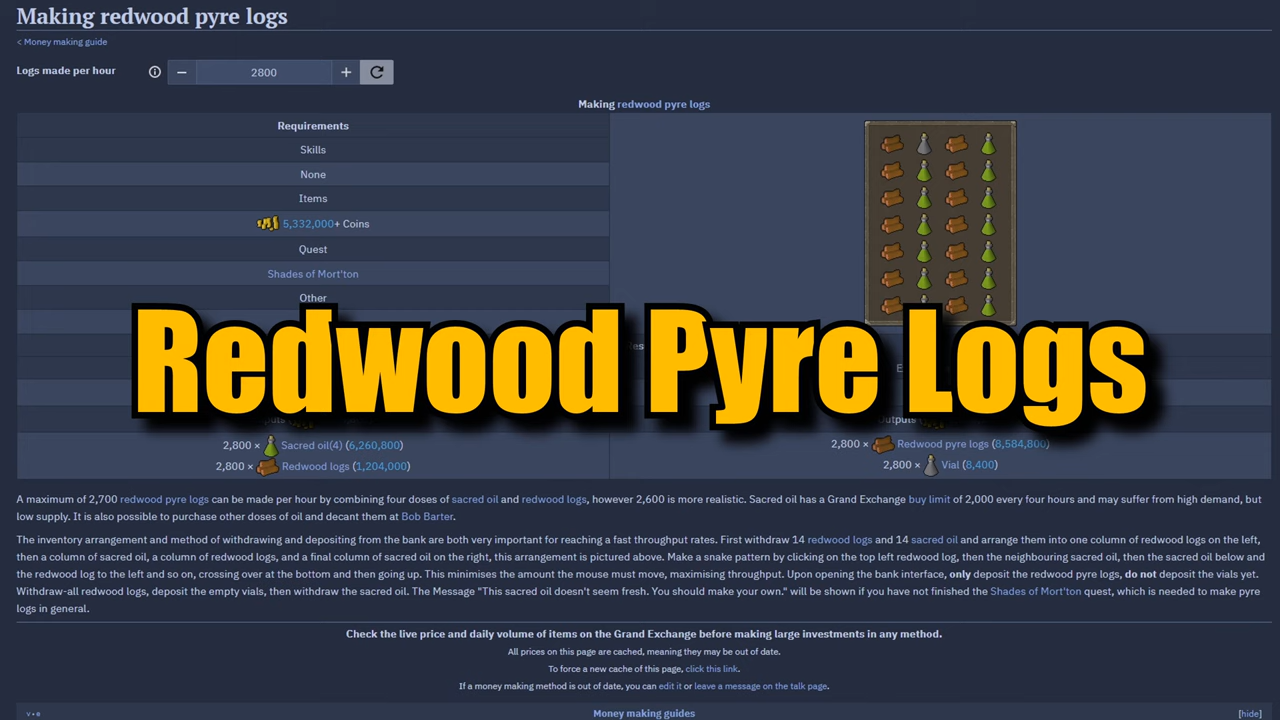 Making redwood pyre logs
< Money making guide
Logs made per hour
2800
Making redwood pyre logs
Requirements
Skills
None
Items
5,332,000+ Coins
Quest
Shades of Mort'ton
Other
Redwood Pyre Logs
2,800 × Sacred oil(4) (6,260,800)
2,800 × Redwood logs (1,204,000)
Outputs
2,800 × Redwood pyre logs (8,584,800)
2,800 × Vial (8,400)
A maximum of 2,700 redwood pyre logs can be made per hour by combining four doses of sacred oil and redwood logs, however 2,600 is more realistic. Sacred oil has a Grand Exchange buy limit of 2,000 every four hours and may suffer from high demand, but
low supply. It is also possible to purchase other doses of oil and decant them at Bob Barter.
The inventory arrangement and method of withdrawing and depositing from the bank are both very important for reaching a fast throughput rates. First withdraw 14 redwood logs and 14 sacred oil and arrange them into one column of redwood logs on the left,
then a column of sacred oil, a column of redwood logs, and a final column of sacred oil on the right, this arrangement is pictured above. Make a snake pattern by clicking on the top left redwood log, then the neighbouring sacred oil, then the sacred oil below and
the redwood log to the left and so on, crossing over at the bottom and then going up. This minimises the amount the mouse must move, maximising throughput. Upon opening the bank interface, only deposit the redwood pyre logs, do not deposit the vials yet.
Withdraw-all redwood logs, deposit the empty vials, then withdraw the sacred oil. The Message "This sacred oil doesn't seem fresh. You should make your own." will be shown if you have not finished the Shades of Mort'ton quest, which is needed to make pyre
logs in general.
Check the live price and daily volume of items on the Grand Exchange before making large investments in any method.
All prices on this page are cached, meaning they may be out of date.
To force a new cache of this page, click this link.
If a money making method is out of date, you can edit it or leave a message on the talk page.
v • e
Money making guides
[hide]